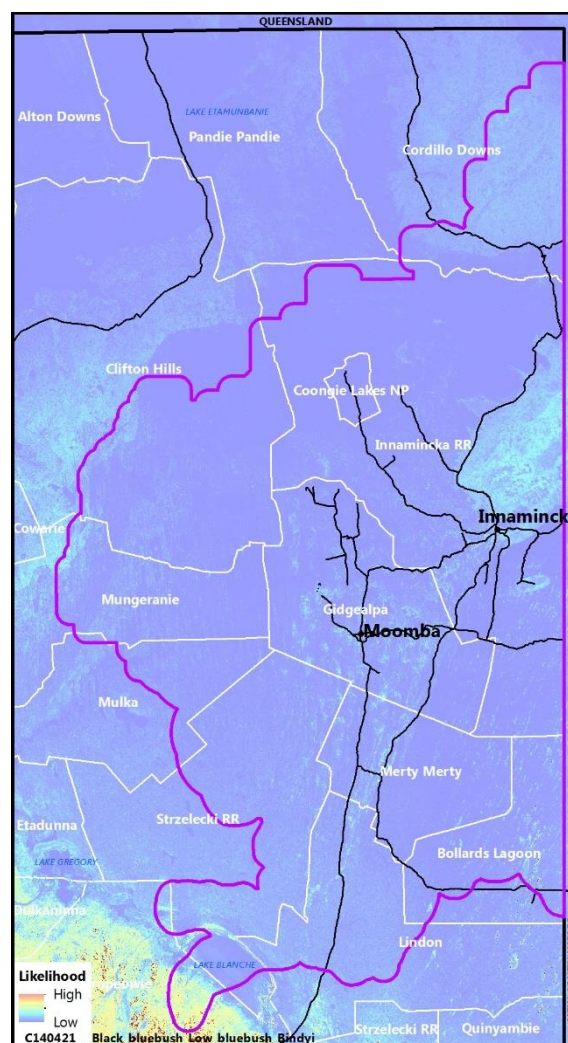 QUEENSLAND
LAKE ETAMUNBANIE
Alton Downs
Pandie Pandie
Cordillo Downs
Clifton Hills
Coongie Lakes NP
Innamincka RR
Innaminck
Cowarie
Mungeranie
Gidgealpa
Moomba
Mulka
Merty Merty
Strzelecki RR
Etadunna
Bollards Lagoon
LAKE GREGORY
Dulkaninna
Lindon
LAKE BLANCHE
Likelihood
High
Low
Strzelecki RR
Quinyambie
C140421 Black bluebush Low bluebush Bindyi